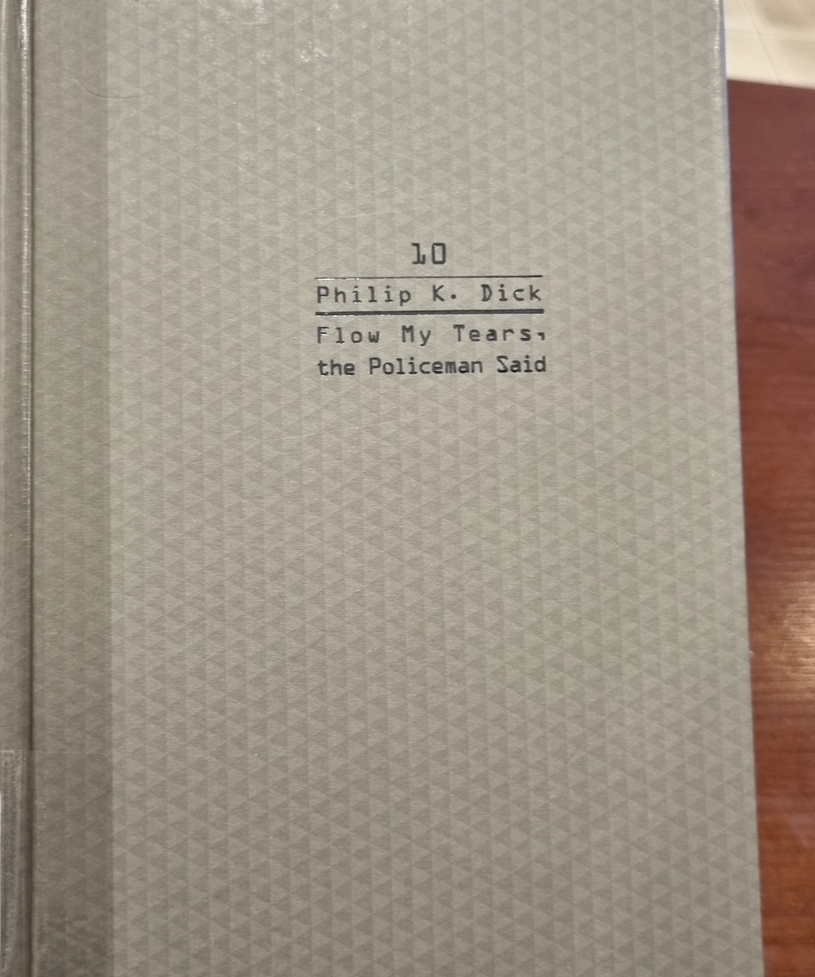 10
Philip K. Dick
Flow My Tears,
the Policeman Said